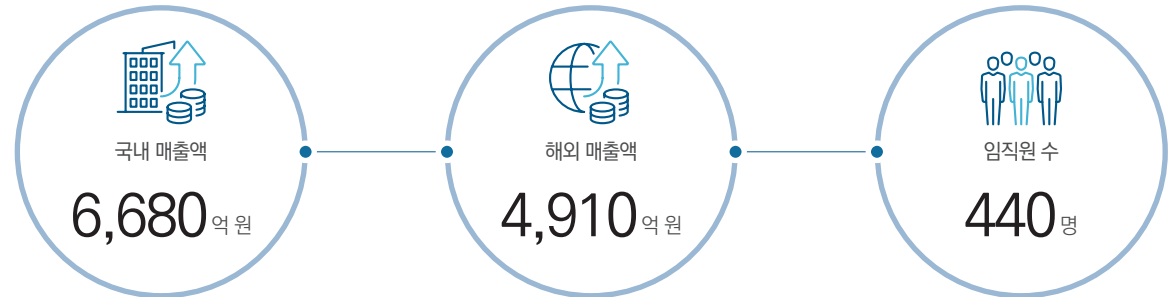 국내 매출액
6,680억 원
해외 매출액
4,910억 원
임직원 수
440명